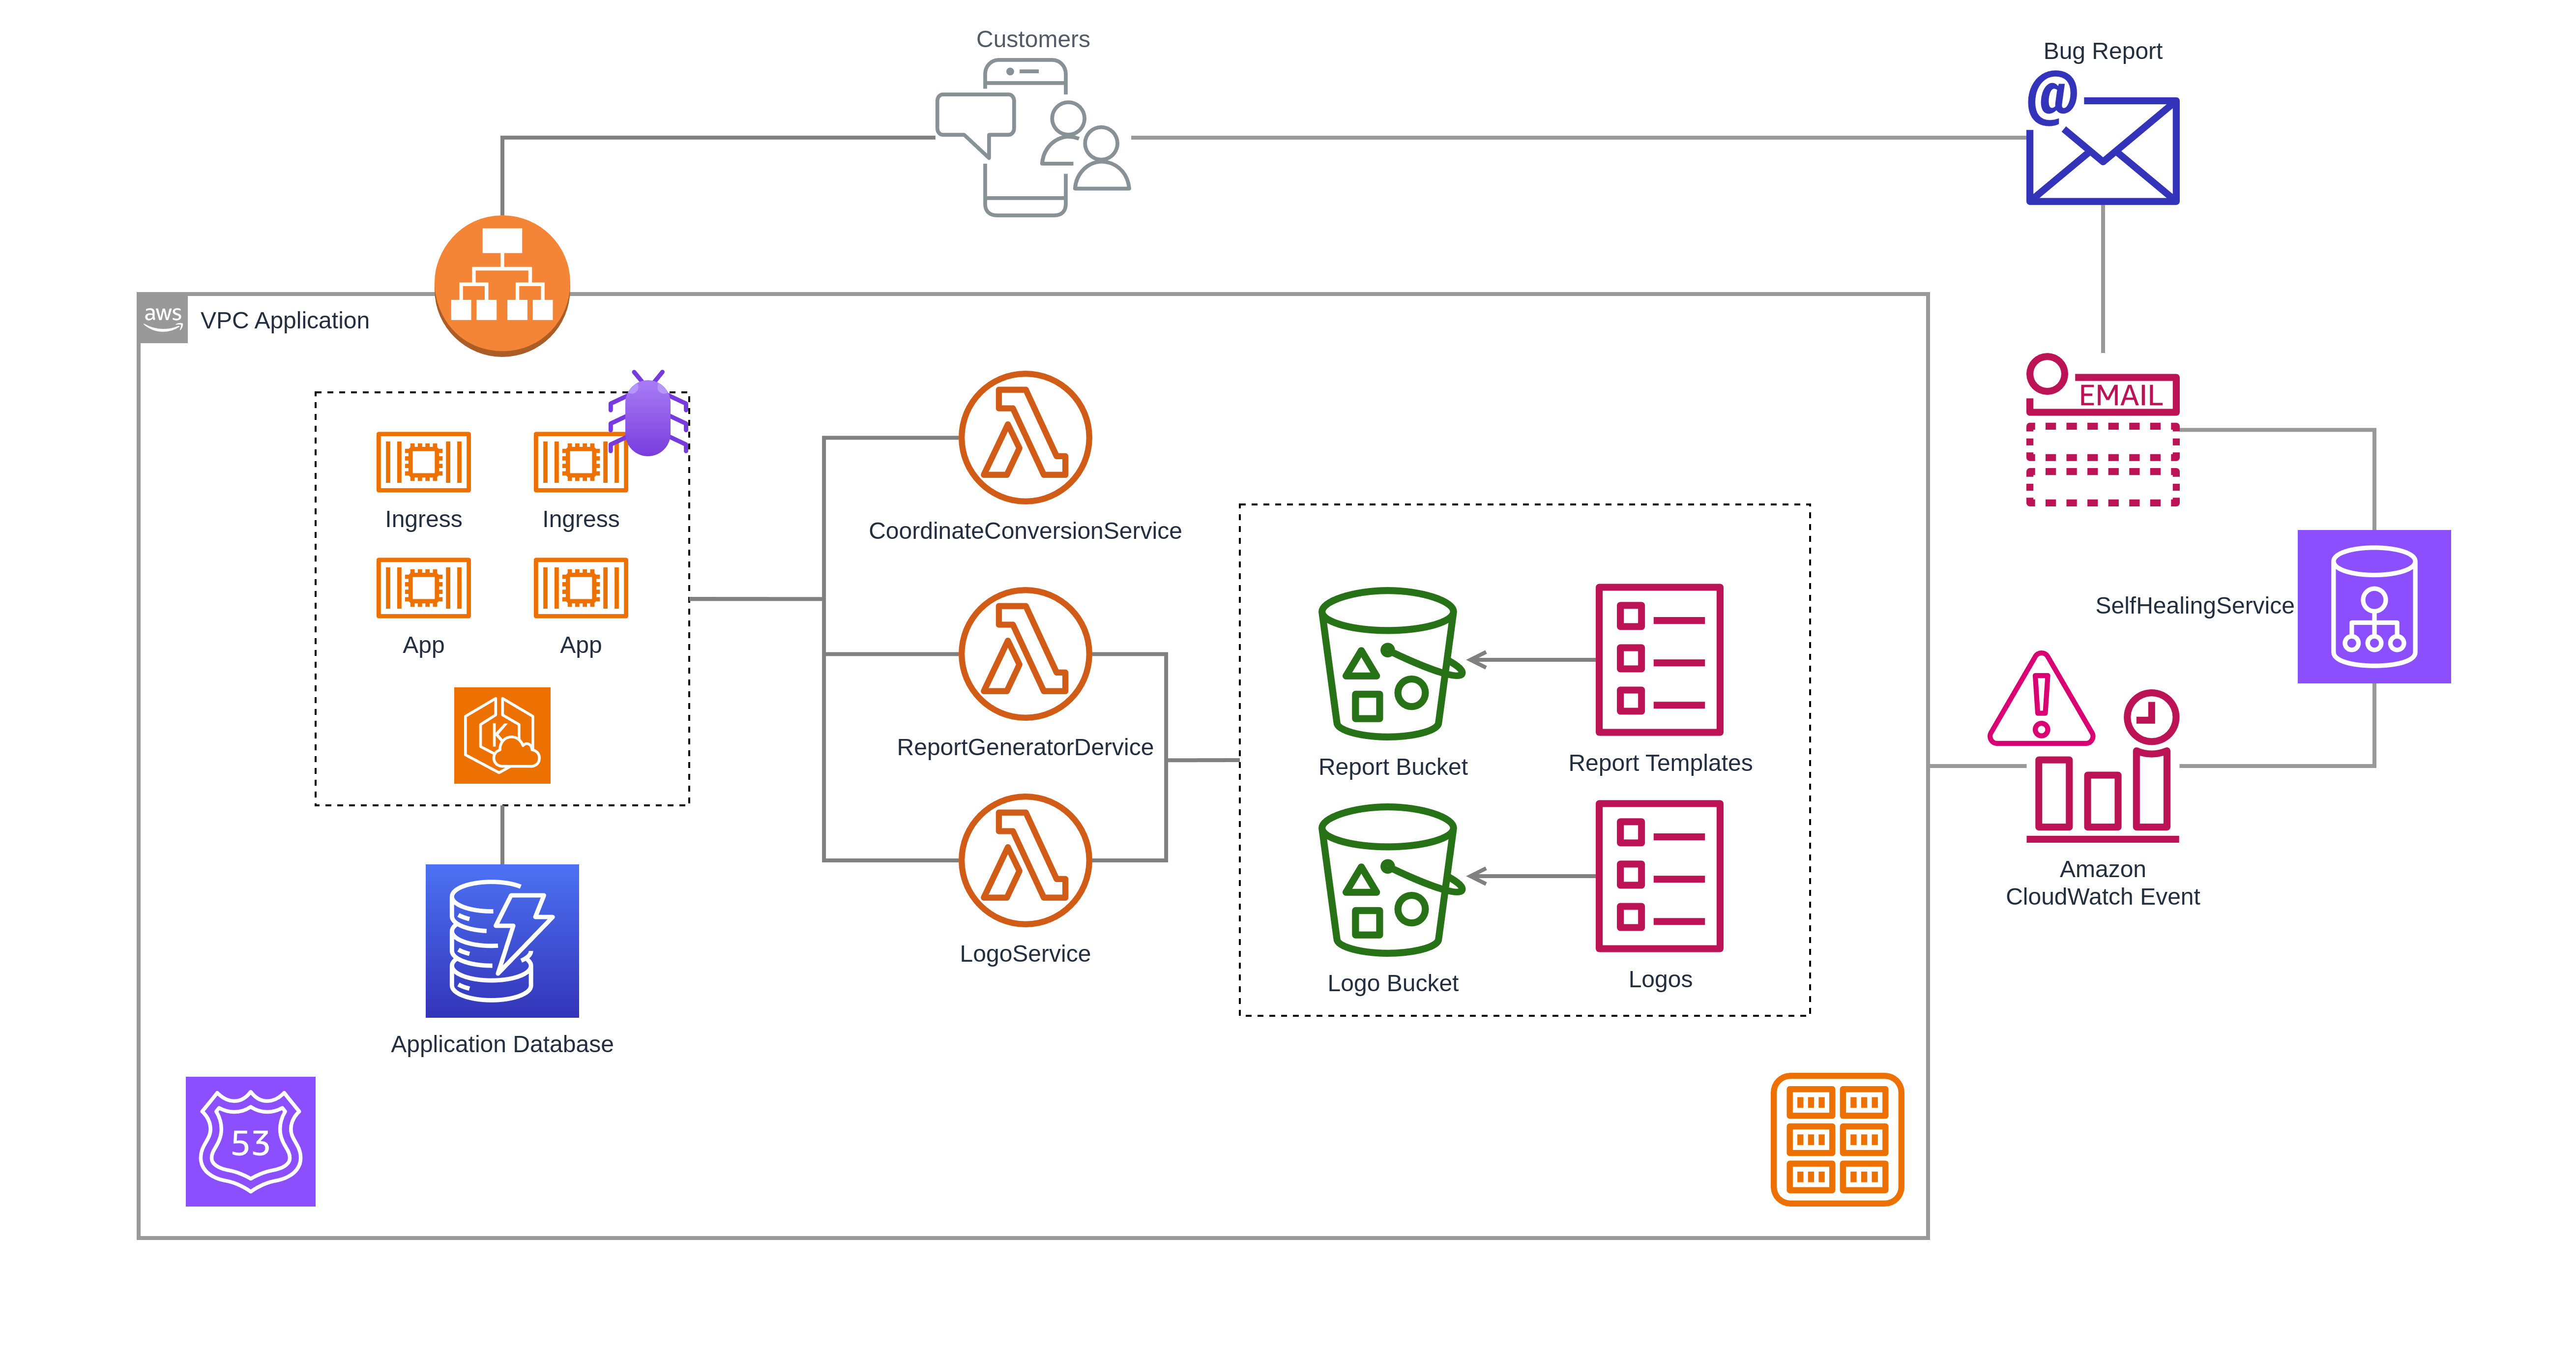 Customers
Bug Report
@
aws
VPC Application
EMAIL
Ingress
Ingress
CoordinateConversionService
App
App
SelfHealingService
K
ReportGeneratorDervice
Report Bucket
Report Templates
Amazon
CloudWatch Event
LogoService
Logo Bucket
Logos
Application Database
53